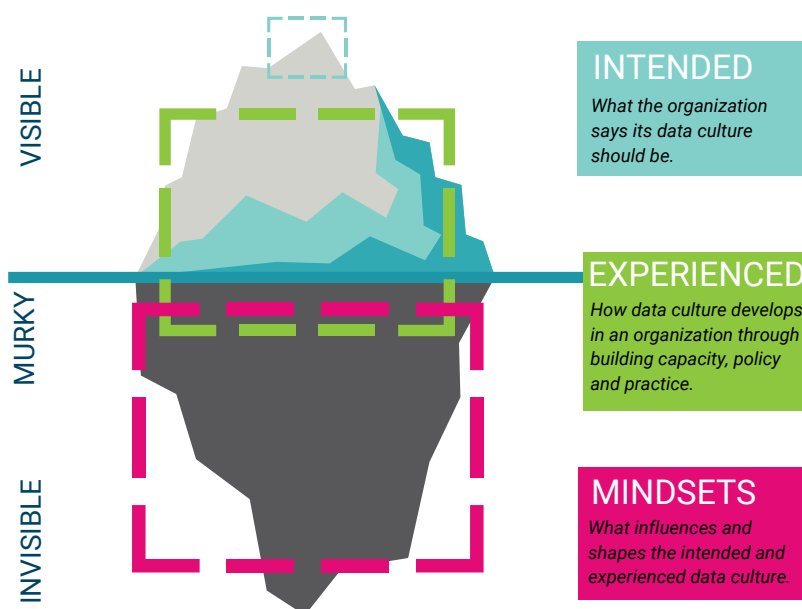 VISIBLE
INTENDED
What the organization
says its data culture
should be.
MURKY
EXPERIENCED
How data culture develops
in an organization through
building capacity, policy
and practice.
INVISIBLE
MINDSETS
What influences and
shapes the intended and
experienced data culture.